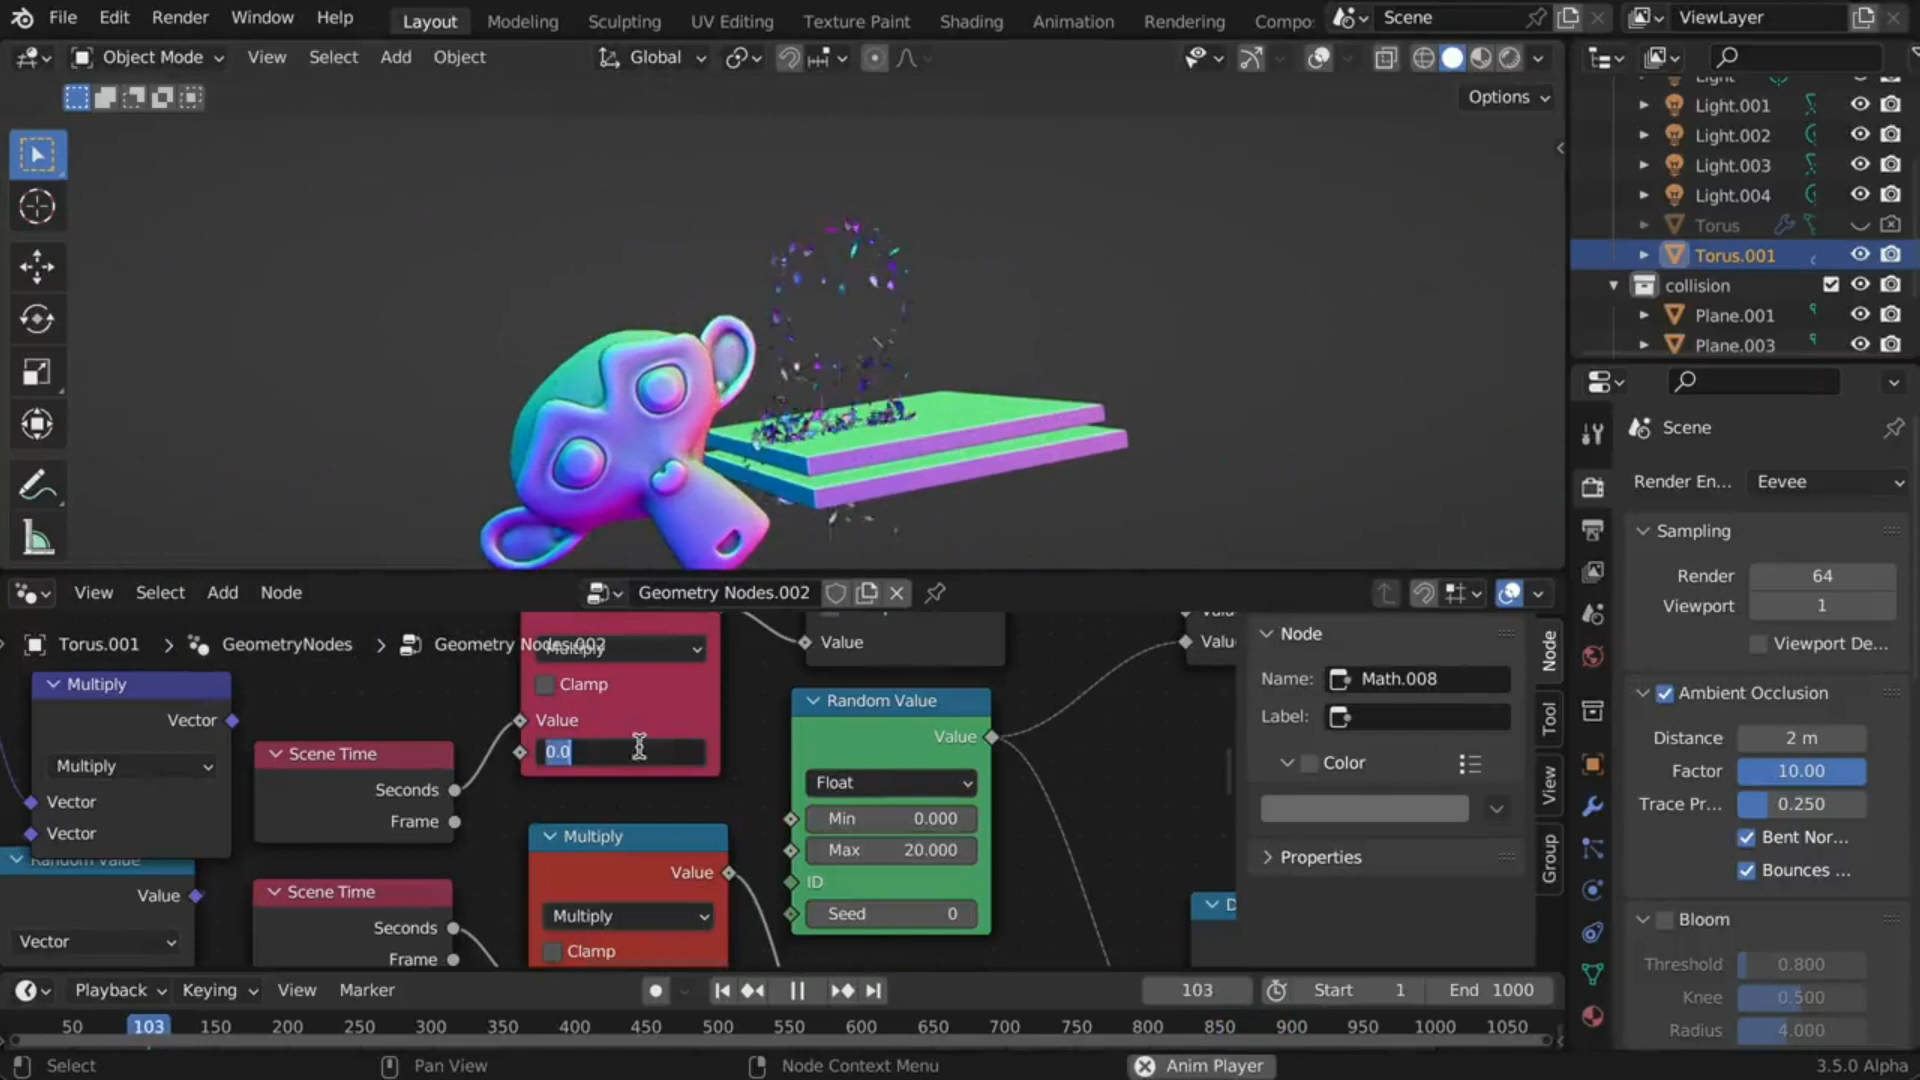 File Edit Render Window Help Layout Modeling Sculpting UV Editing Texture Paint Shading Animation Rendering Compo Scene ViewLayer
Object Mode View Select Add Object Global
Options
Light.001
Light.002
Light.003
Light.004
Torus
Torus.001
collision
Plane.001
Plane.003
Scene
Render En... Eevee
Sampling
Render 64
Viewport 1
Viewport De...
Ambient Occlusion
Distance 2 m
Factor 10.00
Trace Pr... 0.250
Bent Nor...
Bounces ...
Bloom
Threshold 0.800
Knee 0.500
Radius 4.000
View Select Add Node Geometry Nodes.002
Torus.001 > GeometryNodes > Geometry Nodes.002
Multiply
Clamp
Value
0.0
Multiply
Vector
Multiply
Vector
Vector
Random Value
Value
Vector
Scene Time
Seconds
Frame
Scene Time
Seconds
Frame
Multiply
Value
Multiply
Clamp
Value
Random Value
Value
Float
Min 0.000
Max 20.000
ID
Seed 0
Node
Name: Math.008
Label:
Color
Properties
Node
Tool
View
Group
Playback Keying View Marker 103 Start 1 End 1000
50 103 150 200 250 300 350 400 450 500 550 600 650 700 750 800 850 900 950 1000 1050
Select Pan View Node Context Menu Anim Player 3.5.0 Alpha